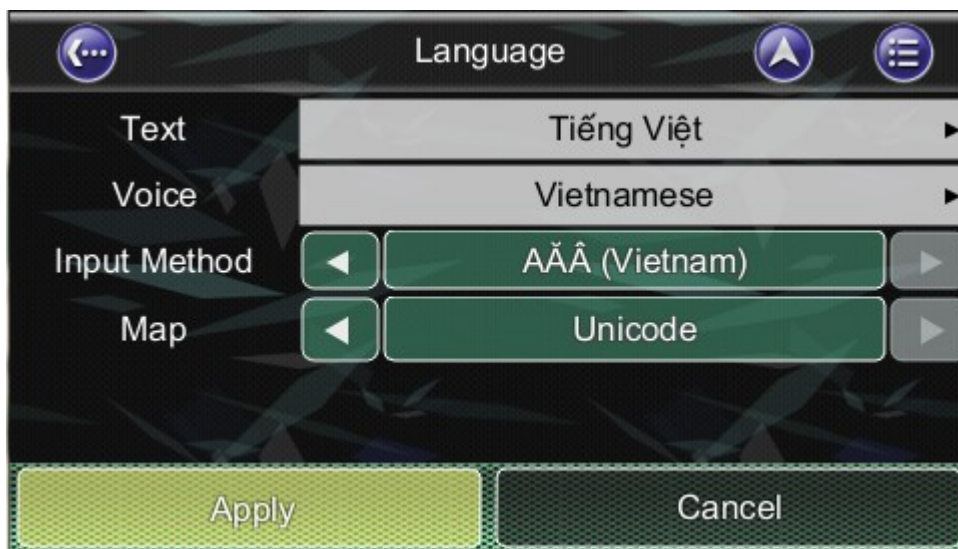 Language
Text Tiếng Việt
Voice Vietnamese
Input Method AĂÂ (Vietnam)
Map Unicode
Apply Cancel